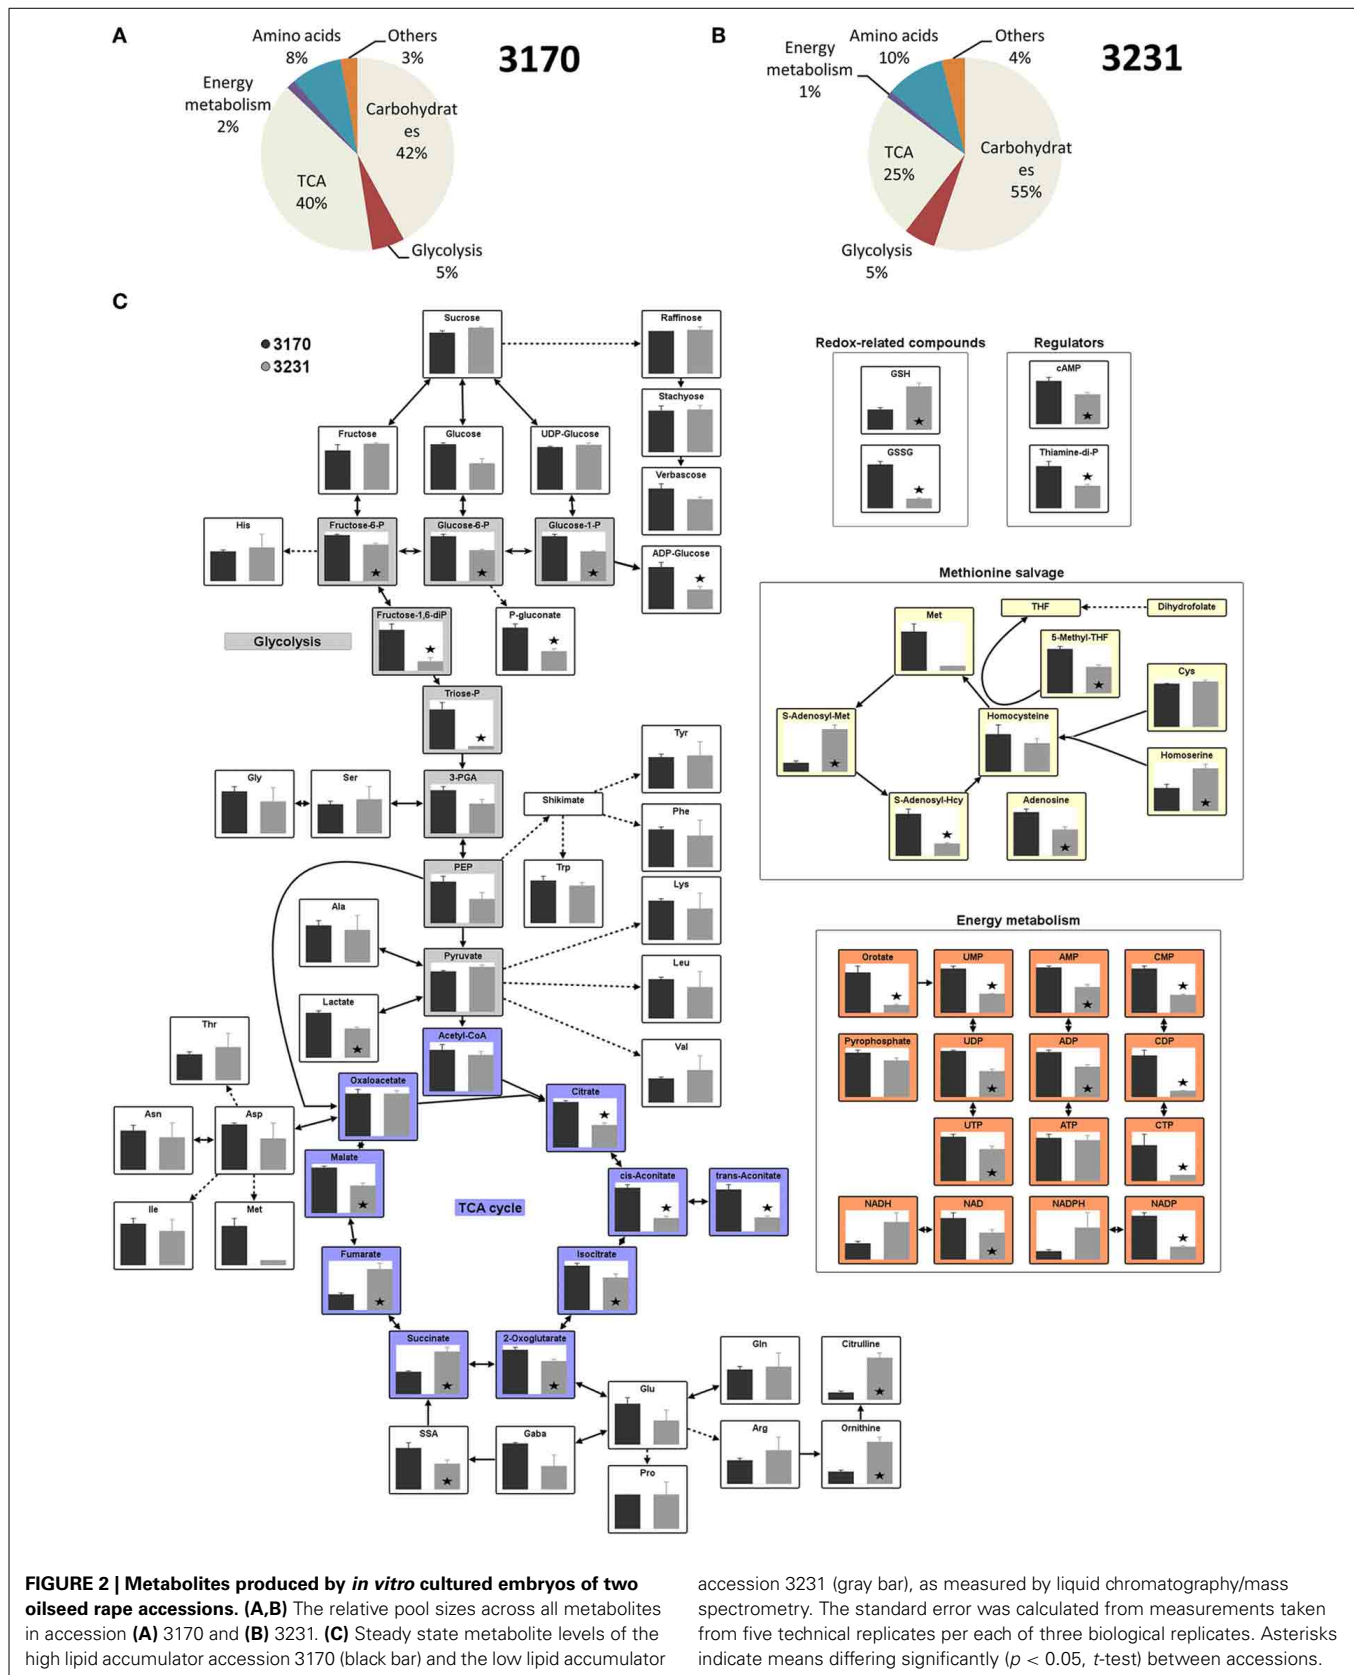 A
Amino acids
8%
Others
3%
3170
Energy
metabolism
2%
Carbohydrat
es
42%
TCA
40%
Glycolysis
5%
B
Amino acids
10%
Others
4%
3231
Energy
metabolism
1%
TCA
25%
Carbohydrat
es
55%
Glycolysis
5%
C
3170
3231
Sucrose
Raffinose
Stachyose
Fructose
Glucose
UDP-Glucose
Verbascose
His
Fructose-6-P
Glucose-6-P
Glucose-1-P
ADP-Glucose
★
★
★
★
Glycolysis
Fructose-1,6-diP
★
P-gluconate
★
Triose-P
★
Tyr
Gly
Ser
3-PGA
Shikimate
Phe
PEP
Trp
Lys
Ala
Pyruvate
Leu
Lactate
★
Acetyl-CoA
Val
Thr
Oxaloacetate
Citrate
★
Asn
Asp
Malate
★
cis-Aconitate
★
trans-Aconitate
★
TCA cycle
Ile
Met
Fumarate
★
Isocitrate
★
Succinate
★
2-Oxoglutarate
★
Glu
Gln
Citrulline
★
SSA
★
Gaba
Arg
Ornithine
★
Pro
Redox-related compounds
GSH
★
GSSG
★
Regulators
cAMP
★
Thiamine-di-P
★
Methionine salvage
Met
THF
Dihydrofolate
5-Methyl-THF
★
Cys
S-Adenosyl-Met
★
Homocysteine
Homoserine
★
S-Adenosyl-Hcy
★
Adenosine
★
Energy metabolism
Orotate
★
UMP
★
AMP
★
CMP
★
Pyrophosphate
UDP
★
ADP
★
CDP
★
UTP
★
ATP
CTP
★
NADH
NAD
★
NADPH
NADP
★
FIGURE 2 | Metabolites produced by in vitro cultured embryos of two
oilseed rape accessions. (A,B) The relative pool sizes across all metabolites
in accession (A) 3170 and (B) 3231. (C) Steady state metabolite levels of the
high lipid accumulator accession 3170 (black bar) and the low lipid accumulator
accession 3231 (gray bar), as measured by liquid chromatography/mass
spectrometry. The standard error was calculated from measurements taken
from five technical replicates per each of three biological replicates. Asterisks
indicate means differing significantly (p < 0.05, t-test) between accessions.